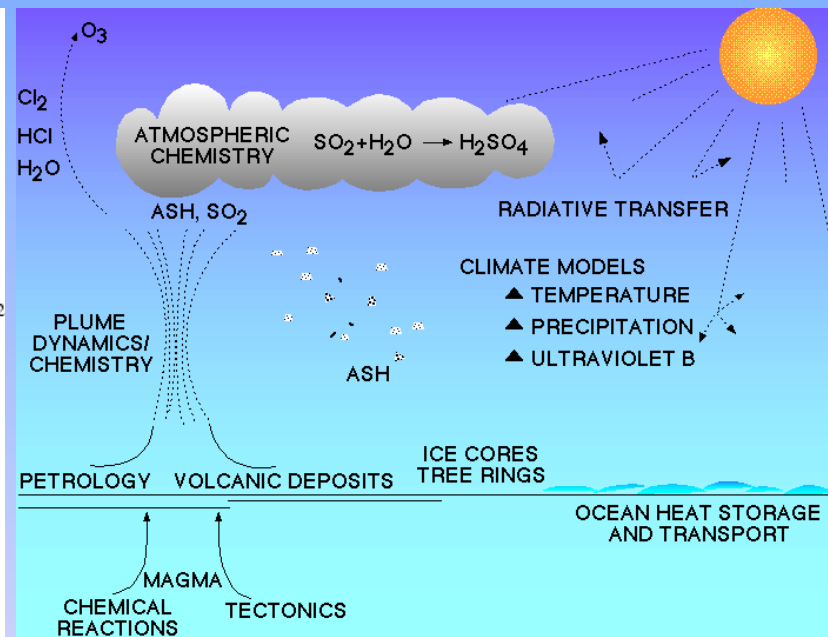 O3
Cl2
HCl
H2O
ATMOSPHERIC
CHEMISTRY
SO2+H2O → H2SO4
ASH, SO2
RADIATIVE TRANSFER
CLIMATE MODELS
▲ TEMPERATURE
▲ PRECIPITATION
▲ ULTRAVIOLET B
2
PLUME
DYNAMICS/
CHEMISTRY
ASH
ICE CORES
TREE RINGS
PETROLOGY
VOLCANIC DEPOSITS
OCEAN HEAT STORAGE
AND TRANSPORT
MAGMA
CHEMICAL
REACTIONS
TECTONICS